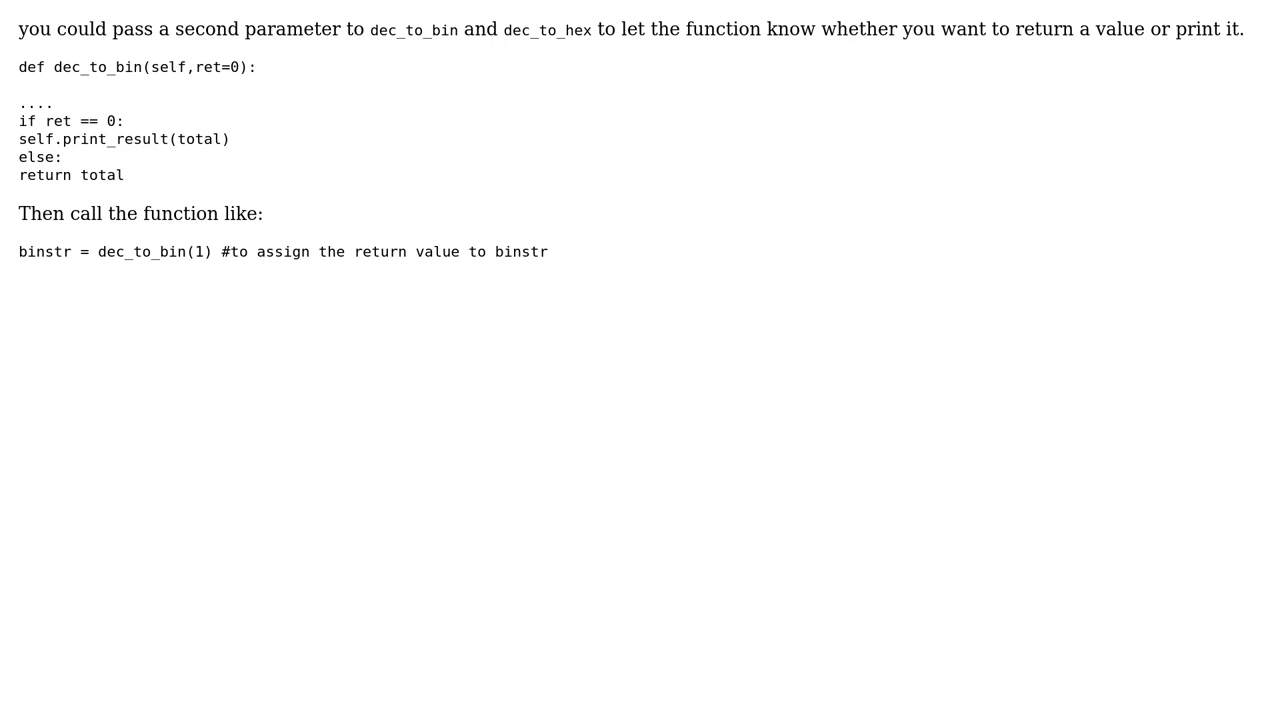 you could pass a second parameter to dec_to_bin and dec_to_hex to let the function know whether you want to return a value or print it.
def dec_to_bin(self,ret=0):
....
if ret == 0:
self.print_result(total)
else:
return total
Then call the function like:
binstr = dec_to_bin(1) #to assign the return value to binstr